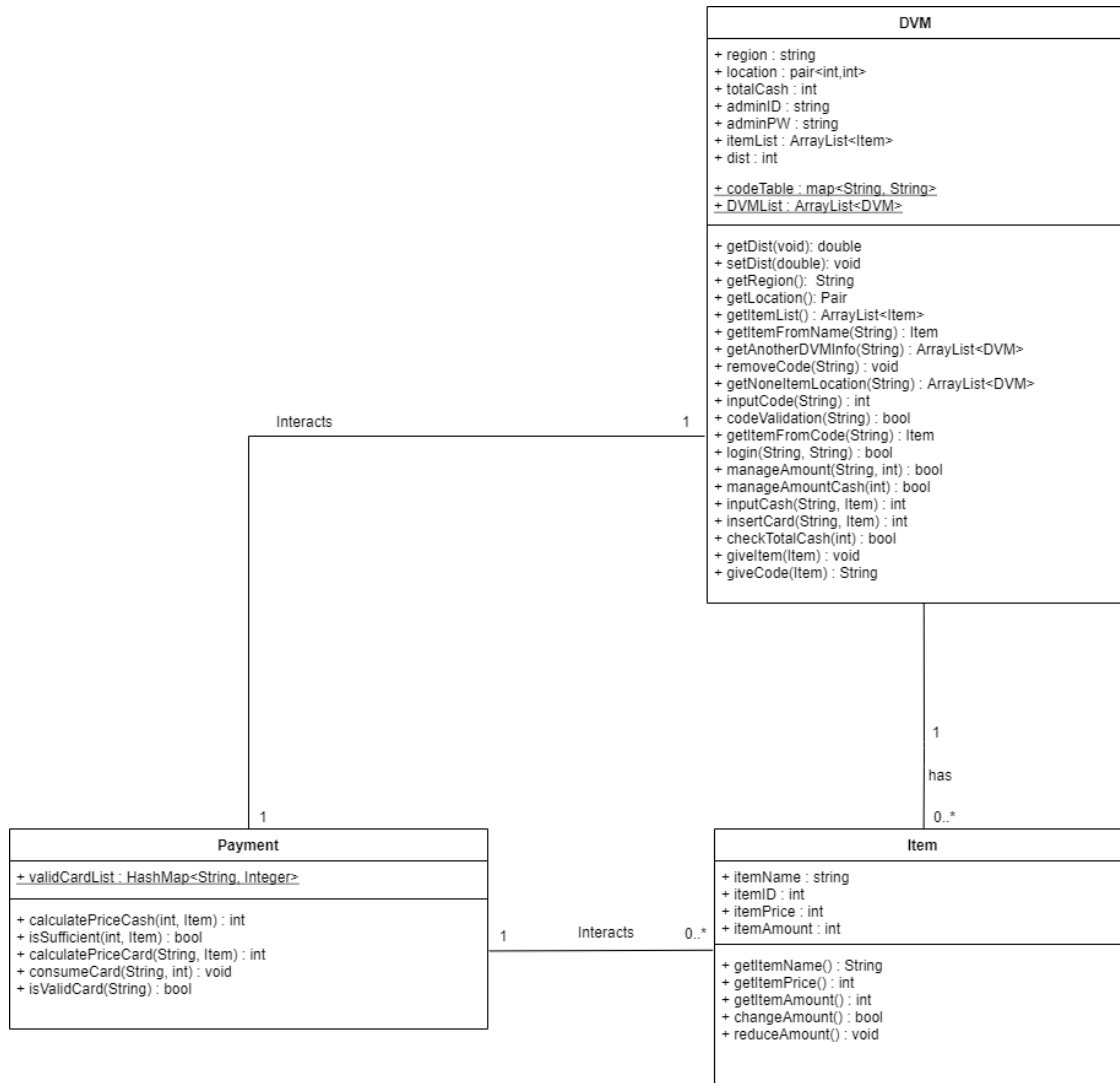 DVM
+ region : string
+ location : pair<int,int>
+ totalCash : int
+ adminID : string
+ adminPW : string
+ itemList : ArrayList<Item>
+ dist : int
+ codeTable : map<String, String>
+ DVMList : ArrayList<DVM>
+ getDist(void): double
+ setDist(double): void
+ getRegion():  String
+ getLocation(): Pair
+ getItemList() : ArrayList<Item>
+ getItemFromName(String) : Item
+ getAnotherDVMInfo(String) : ArrayList<DVM>
+ removeCode(String) : void
+ getNoneItemLocation(String) : ArrayList<DVM>
+ inputCode(String) : int
+ codeValidation(String) : bool
+ getItemFromCode(String) : Item
+ login(String, String) : bool
+ manageAmount(String, int) : bool
+ manageAmountCash(int) : bool
+ inputCash(String, Item) : int
+ insertCard(String, Item) : int
+ checkTotalCash(int) : bool
+ giveItem(Item) : void
+ giveCode(Item) : String
Interacts
1
1
1
has
0..*
Payment
+ validCardList : HashMap<String, Integer>
+ calculatePriceCash(int, Item) : int
+ isSufficient(int, Item) : bool
+ calculatePriceCard(String, Item) : int
+ consumeCard(String, int) : void
+ isValidCard(String) : bool
1
Interacts
0..*
Item
+ itemName : string
+ itemID : int
+ itemPrice : int
+ itemAmount : int
+ getItemName() : String
+ getItemPrice() : int
+ getItemAmount() : int
+ changeAmount() : bool
+ reduceAmount() : void